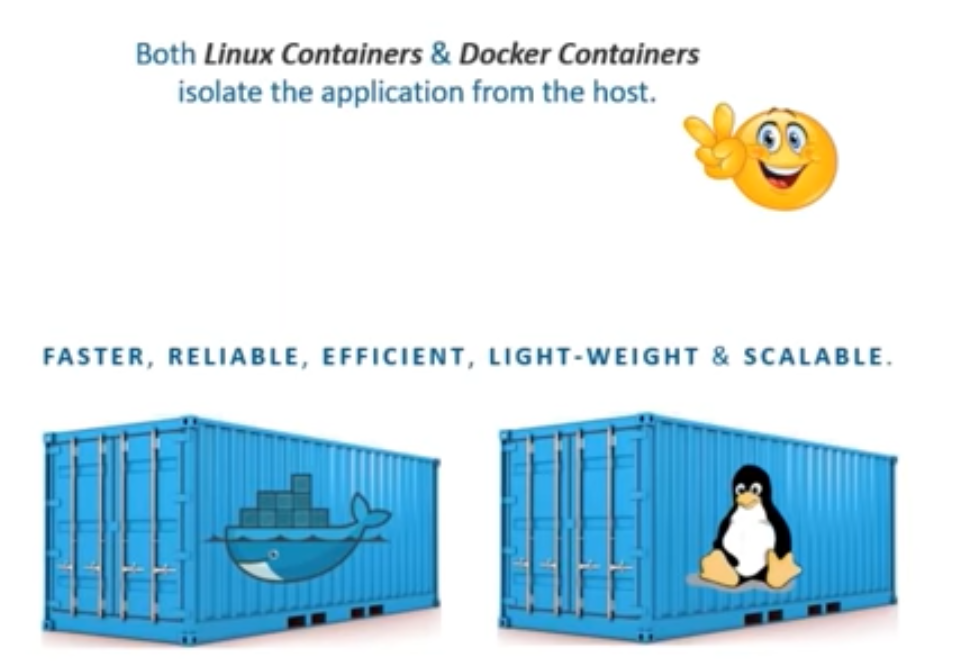 Both Linux Containers & Docker Containers
isolate the application from the host.
FASTER, RELIABLE, EFFICIENT, LIGHT-WEIGHT & SCALABLE.